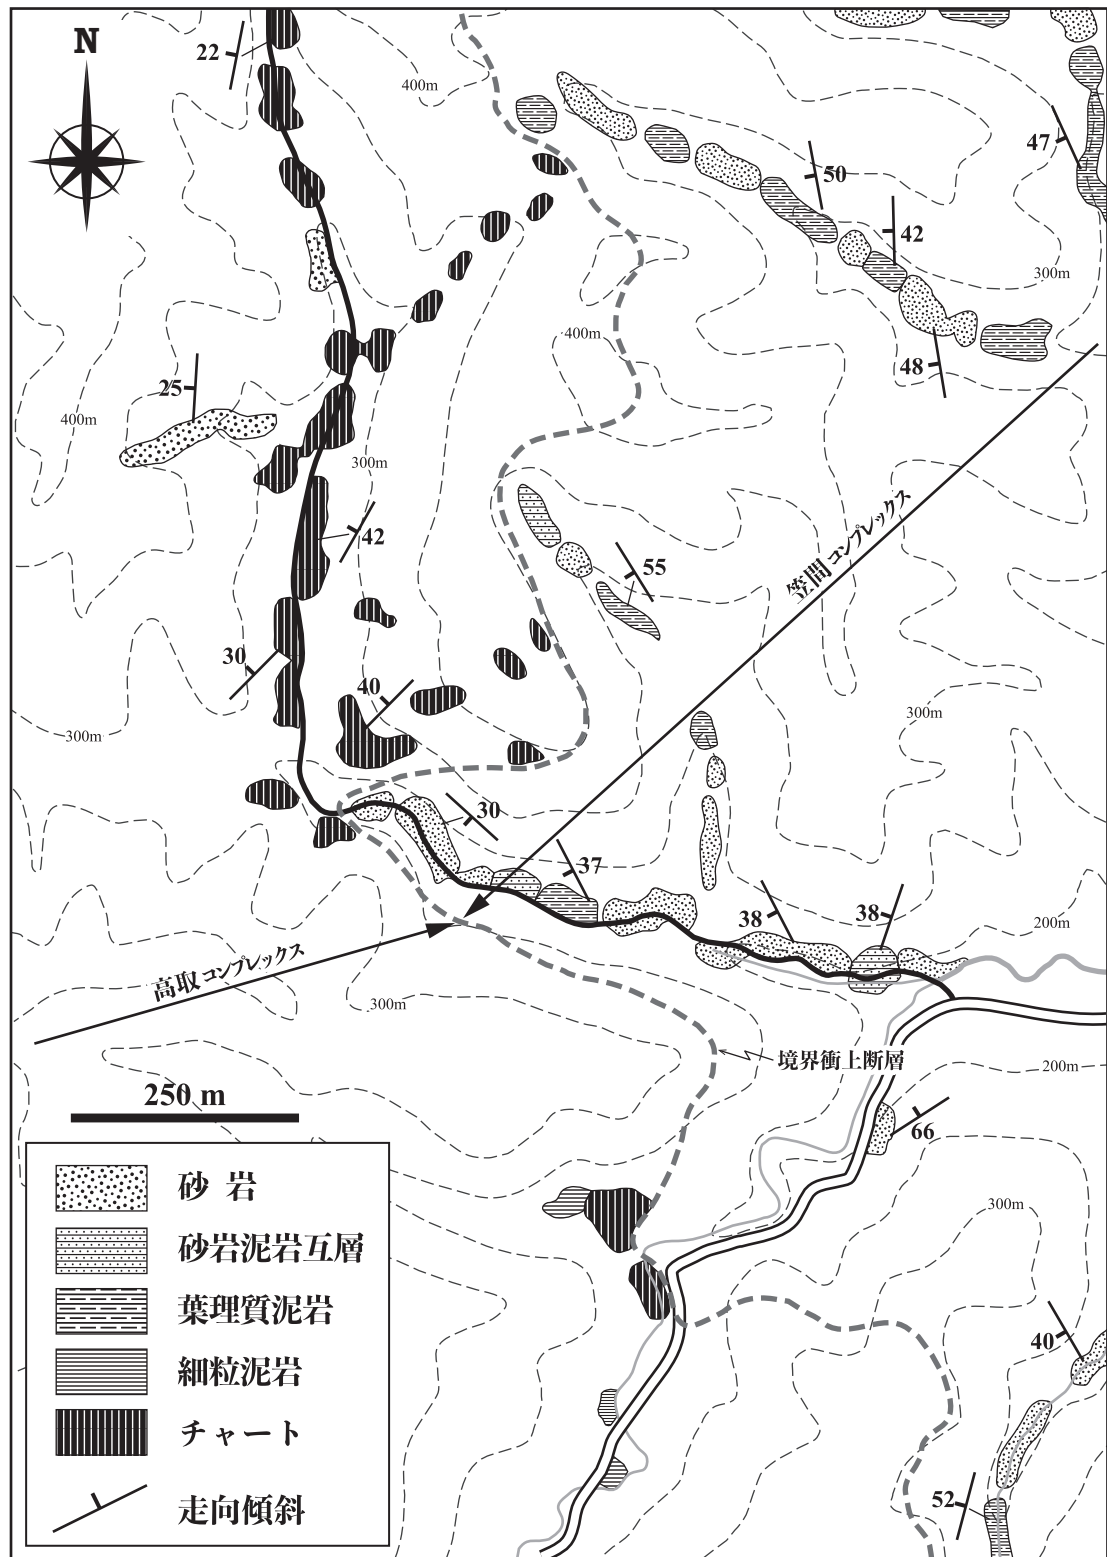 N
22
400m
47
50
42
300m
400m
48
25
400m
300m
42
55
笠間コンプレックス
30
40
300m
300m
30
37
38
38
200m
高取コンプレックス
300m
境界衝上断層
200m
250 m
66
300m
砂 岩
砂岩泥岩互層
葉理質泥岩
細粒泥岩
チャート
走向傾斜
40
52